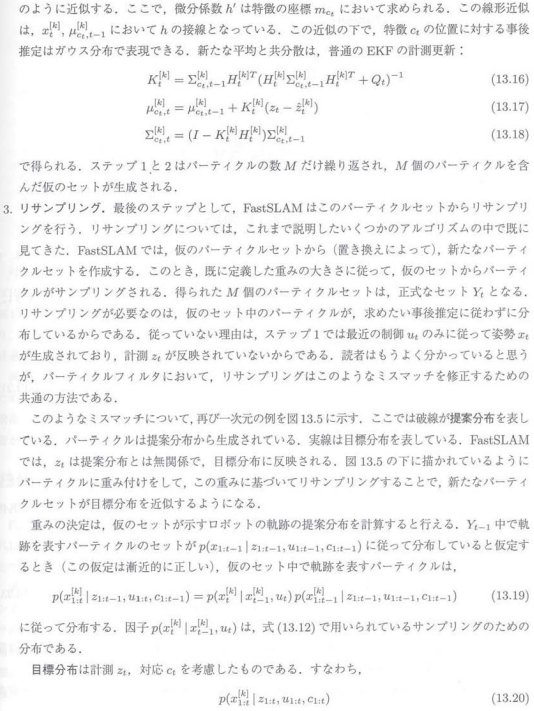 のように近似する．ここで，微分係数 h′ は特徴の座標 m_{c_t} において求められる．この線形近似
は，x_t^{[k]}, μ_{c_t,t−1}^{[k]} において h の接線となっている．この近似の下で，特徴 c_t の位置に対する事後
推定はガウス分布で表現できる．新たな平均と共分散は，普通の EKF の計測更新：
K_t^{[k]} = Σ_{c_t,t−1}^{[k]} H_t^{[k]T} (H_t^{[k]} Σ_{c_t,t−1}^{[k]} H_t^{[k]T} + Q_t)^{−1} (13.16)
μ_{c_t,t}^{[k]} = μ_{c_t,t−1}^{[k]} + K_t^{[k]} (z_t − ẑ_t^{[k]}) (13.17)
Σ_{c_t,t}^{[k]} = (I − K_t^{[k]} H_t^{[k]}) Σ_{c_t,t−1}^{[k]} (13.18)
で得られる．ステップ 1 と 2 はパーティクルの数 M だけ繰り返され，M 個のパーティクルを含
んだ仮のセットが生成される．
3. リサンプリング．最後のステップとして，FastSLAM はこのパーティクルセットからリサンプリ
ングを行う．リサンプリングについては，これまで説明したいくつかのアルゴリズムの中で既に
見てきた．FastSLAM では，仮のパーティクルセットから（置き換えによって），新たなパーティ
クルセットを作成する．このとき，既に定義した重みの大きさに従って，仮のセットからパーティ
クルがサンプリングされる．得られた M 個のパーティクルセットは，正式なセット Y_t となる．
リサンプリングが必要なのは，仮のセット中のパーティクルが，求めたい事後推定に従わずに分
布しているからである．従っていない理由は，ステップ 1 では最近の制御 u_t のみに従って姿勢 x_t
が生成されており，計測 z_t が反映されていないからである．読者はもうよく分かっていると思う
が，パーティクルフィルタにおいて，リサンプリングはこのようなミスマッチを修正するための
共通の方法である．
このようなミスマッチについて，再び一次元の例を図 13.5 に示す．ここでは破線が提案分布を表し
ている．パーティクルは提案分布から生成されている．実線は目標分布を表している．FastSLAM
では，z_t は提案分布とは無関係で，目標分布に反映される．図 13.5 の下に描かれているように
パーティクルに重み付けをして，この重みに基づいてリサンプリングすることで，新たなパーティ
クルセットが目標分布を近似するようになる．
重みの決定は，仮のセットが示すロボットの軌跡の提案分布を計算すると行える．Y_{t−1} 中で軌
跡を表すパーティクルのセットが p(x_{1:t−1} | z_{1:t−1}, u_{1:t−1}, c_{1:t−1}) に従って分布していると仮定す
るとき（この仮定は漸近的に正しい），仮のセット中で軌跡を表すパーティクルは，
p(x_{1:t}^{[k]} | z_{1:t−1}, u_{1:t}, c_{1:t−1}) = p(x_t^{[k]} | x_{t−1}^{[k]}, u_t) p(x_{1:t−1}^{[k]} | z_{1:t−1}, u_{1:t−1}, c_{1:t−1}) (13.19)
に従って分布する．因子 p(x_t^{[k]} | x_{t−1}^{[k]}, u_t) は，式 (13.12) で用いられているサンプリングのための
分布である．
目標分布は計測 z_t，対応 c_t を考慮したものである．すなわち，
p(x_{1:t}^{[k]} | z_{1:t}, u_{1:t}, c_{1:t}) (13.20)